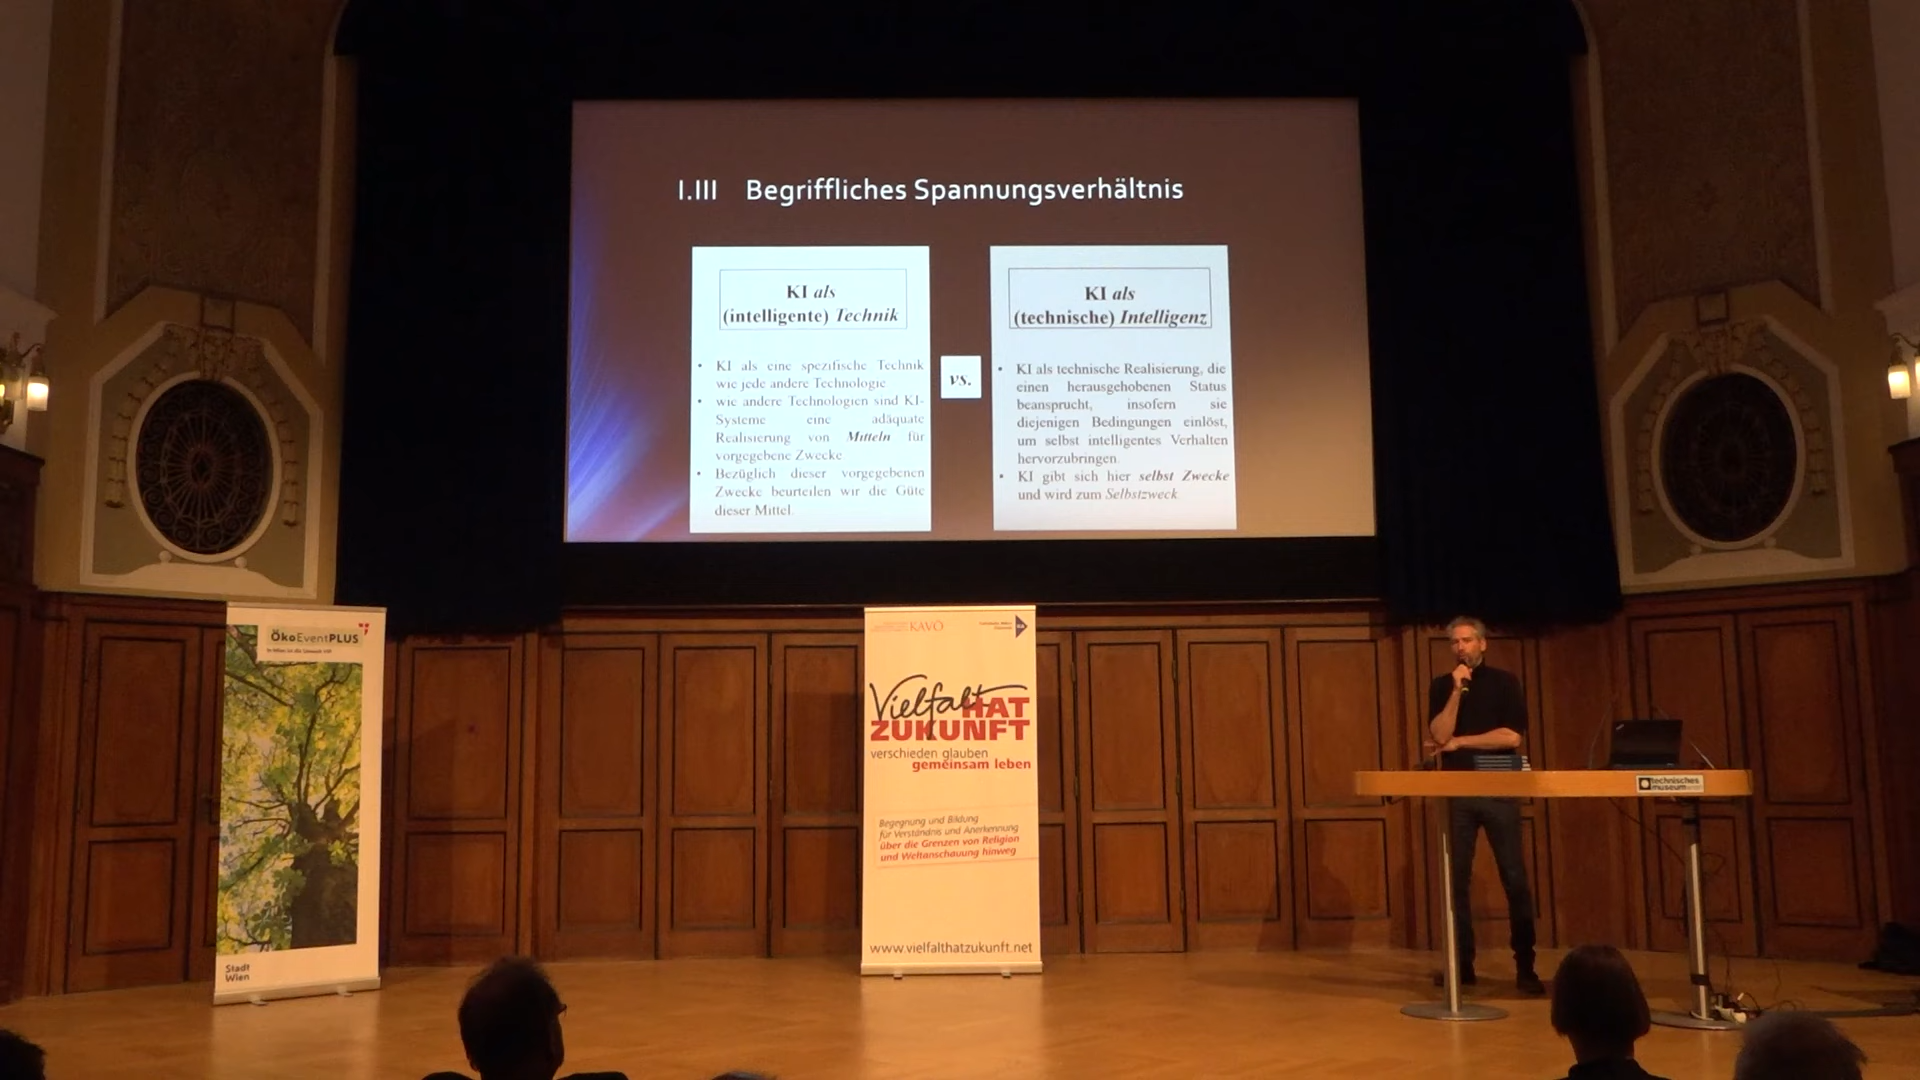 I.III Begriffliches Spannungsverhältnis
KI als
(intelligente) Technik
• KI als eine spezifische Technik
wie jede andere Technologie
• wie andere Technologien sind KI-
Systeme eine adäquate
Realisierung von Mitteln für
vorgegebene Zwecke
• Bezüglich dieser vorgegebenen
Zwecke beurteilen wir die Güte
dieser Mittel.
vs.
KI als
(technische) Intelligenz
• KI als technische Realisierung, die
einen herausgehobenen Status
beansprucht, insofern sie
diejenigen Bedingungen einlöst,
um selbst intelligentes Verhalten
hervorzubringen.
• KI gibt sich hier selbst Zwecke
und wird zum Selbstzweck.
ÖkoEventPLUS
Stadt
Wien
KAVÖ
Vielfalt HAT
ZUKUNFT
verschieden glauben
gemeinsam leben
Begegnung und Bildung
für Verständnis und Anerkennung
über die Grenzen von Religion
und Weltanschauung hinweg
www.vielfalthatzukunft.net
technisches
museum